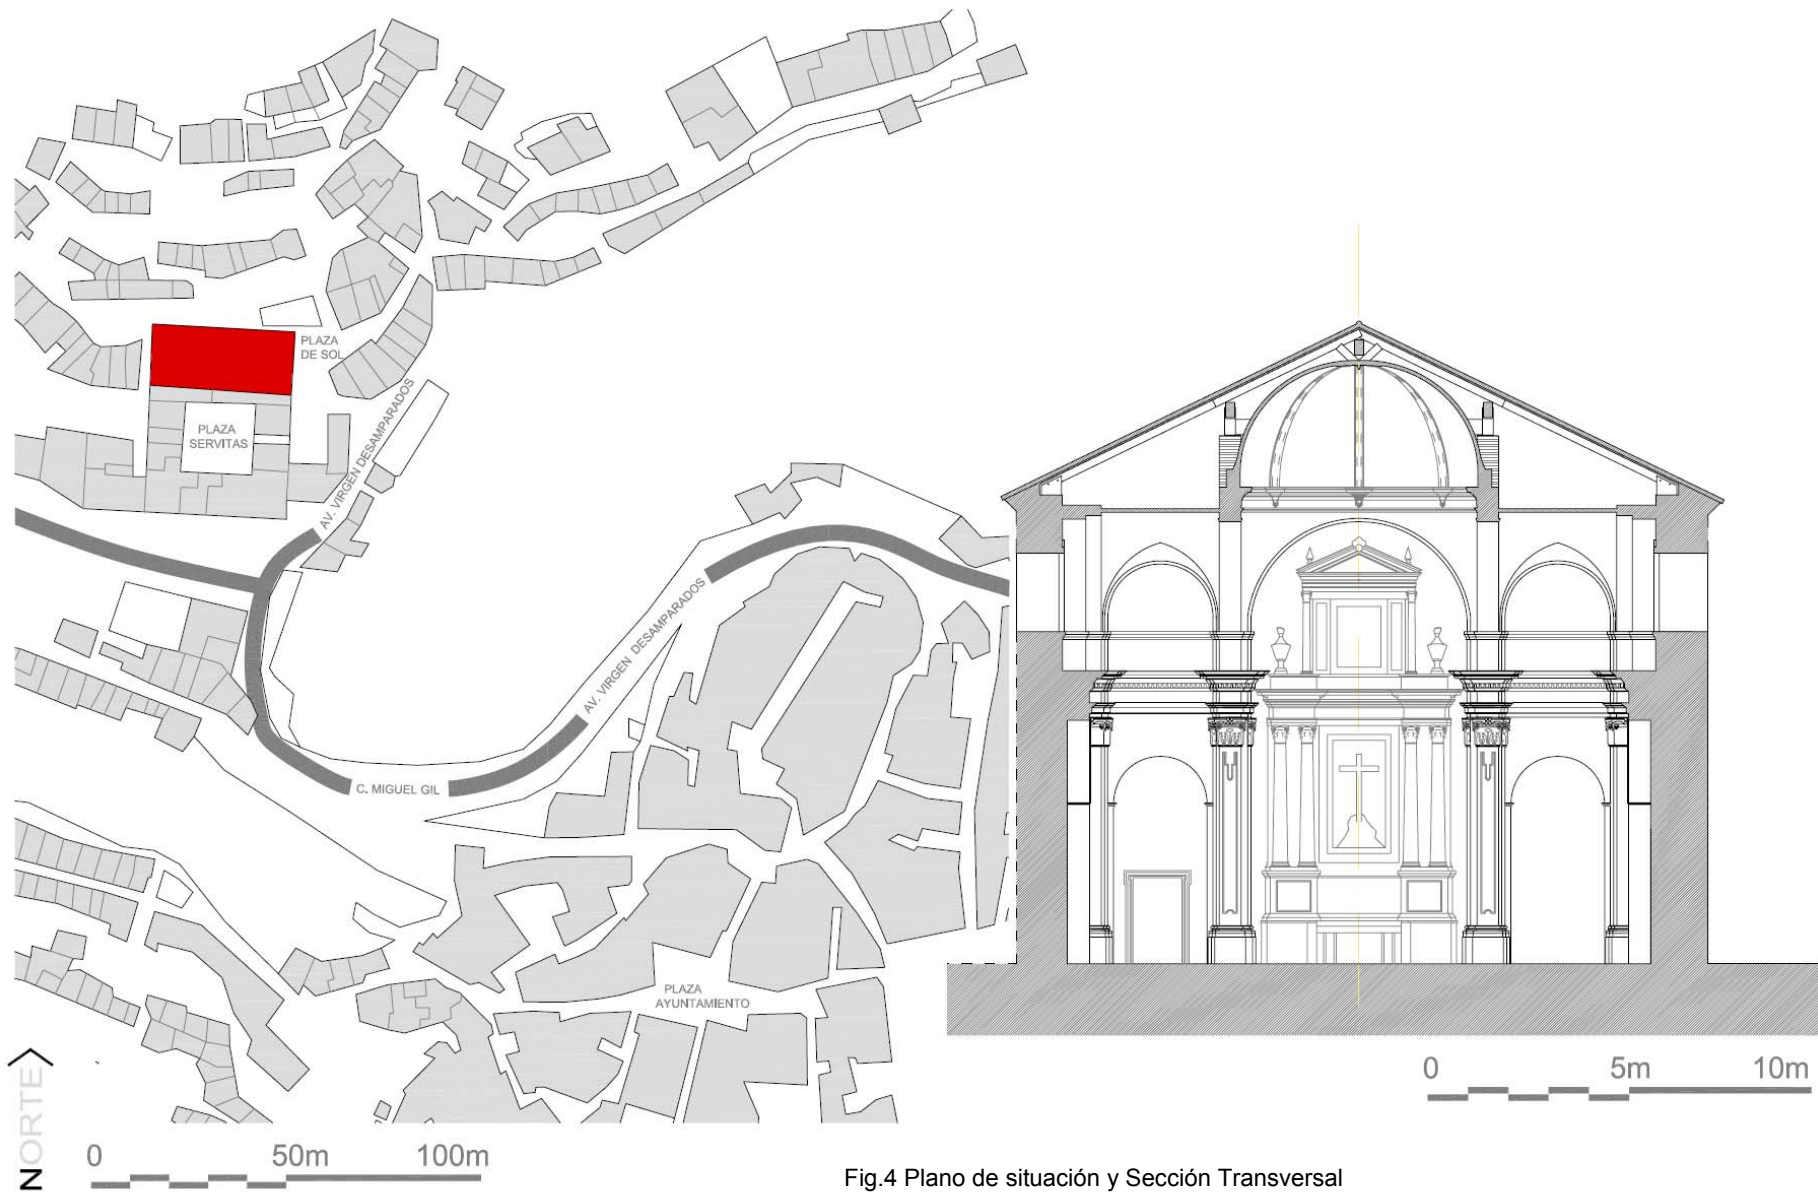 PLAZA
DE SOL
PLAZA
SERVITAS
AV. VIRGEN DESAMPARADOS
AV. VIRGEN DESAMPARADOS
C. MIGUEL GIL
PLAZA
AYUNTAMIENTO
NORTE
0 50m 100m
0 5m 10m
Fig.4 Plano de situación y Sección Transversal